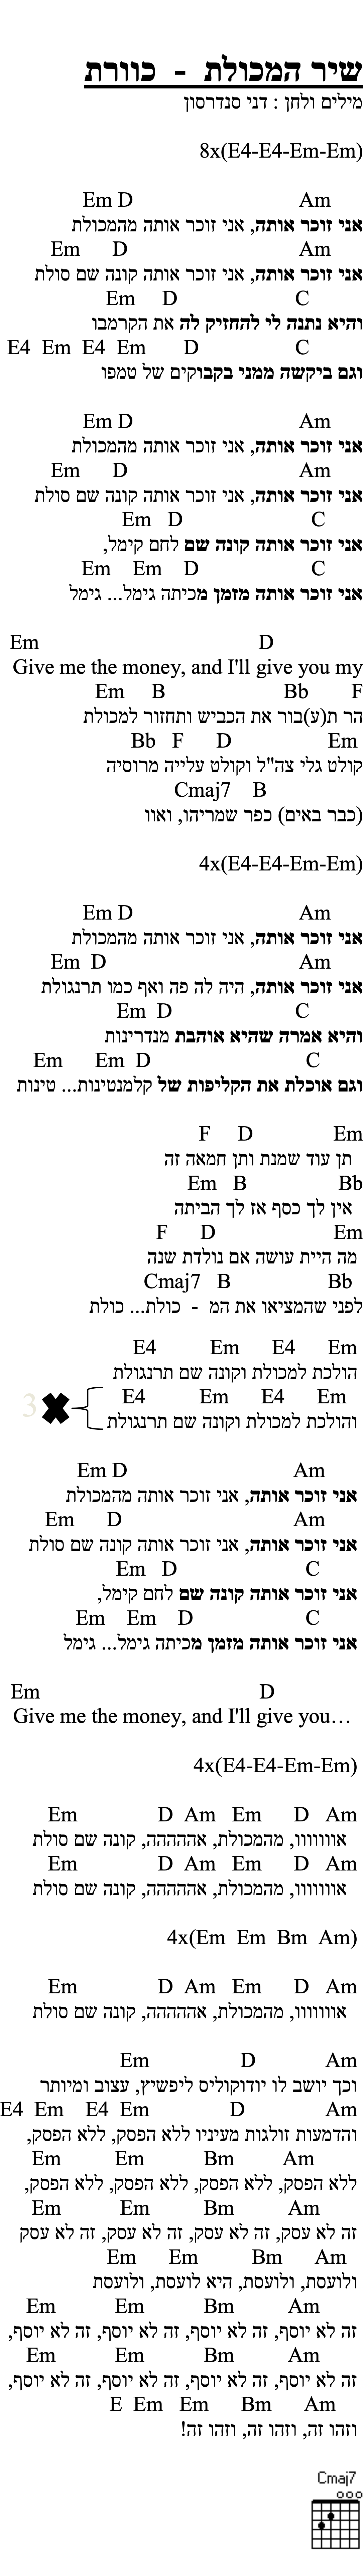 שיר המכולת - כוורת
מילים ולחן : דני סנדרסון
8x(E4-E4-Em-Em)
Em D Am
אני זוכר אותה, אני זוכר אותה מהמכולת
Em D Am
אני זוכר אותה, אני זוכר אותה קונה שם סולת
Em D C
והיא נתנה לי להחזיק לה את הקרמבו
E4 Em E4 Em D C
וגם ביקשה ממני בקבוקים של טמפו
Em D Am
אני זוכר אותה, אני זוכר אותה מהמכולת
Em D Am
אני זוכר אותה, אני זוכר אותה קונה שם סולת
Em D C
אני זוכר אותה קונה שם לחם קימל,
Em Em D C
אני זוכר אותה מזמן מכיתה גימל... גימל
Em D
Give me the money, and I'll give you my
Em B Bb F
הר ת(ע)בור את הכביש ותחזור למכולת
Bb F D Em
קולט גלי צה"ל וקולט עלייה מרוסיה
Cmaj7 B
(כבר באים) כפר שמריהו, ואוו
4x(E4-E4-Em-Em)
Em D Am
אני זוכר אותה, אני זוכר אותה מהמכולת
Em D Am
אני זוכר אותה, היה לה פה ואף כמו תרנגולת
Em D C
והיא אמרה שהיא אוהבת מנדרינות
Em Em D C
וגם אוכלת את הקליפות של קלמנטינות... טינות
F D Em
תן עוד שמנת ותן חמאה זה
Em B Bb
אין לך כסף אז לך הביתה
F D Em
מה היית עושה אם נולדת שנה
Cmaj7 B Bb
לפני שהמציאו את המ - כולת... כולת
E4 Em E4 Em
הולכת למכולת וקונה שם תרנגולת
E4 Em E4 Em
והולכת למכולת וקונה שם תרנגולת
3
Em D Am
אני זוכר אותה, אני זוכר אותה מהמכולת
Em D Am
אני זוכר אותה, אני זוכר אותה קונה שם סולת
Em D C
אני זוכר אותה קונה שם לחם קימל,
Em Em D C
אני זוכר אותה מזמן מכיתה גימל... גימל
Em D
Give me the money, and I'll give you…
4x(E4-E4-Em-Em)
Em D Am Em D Am
אווווווו, מהמכולת, אההההה, קונה שם סולת
Em D Am Em D Am
אווווווו, מהמכולת, אהההההה, קונה שם סולת
4x(Em Em Bm Am)
Em D Am Em D Am
אווווווו, מהמכולת, אהההההה, קונה שם סולת
Em D Am
וכך יושב לו יודוקוליס ליפשיץ, עצוב ומיותר
E4 Em E4 Em D Am
והדמעות זולגות מעיניו ללא הפסק, ללא הפסק,
Em Em Bm Am
ללא הפסק, ללא הפסק, ללא הפסק, ללא הפסק,
Em Em Bm Am
זה לא עסק, זה לא עסק, זה לא עסק, זה לא עסק
Em Em Bm Am
ולועסת, ולועסת, היא לועסת, ולועסת
Em Em Bm Am
זה לא יוסף, זה לא יוסף, זה לא יוסף, זה לא יוסף,
Em Em Bm Am
זה לא יוסף, זה לא יוסף, זה לא יוסף, זה לא יוסף,
E Em Em Bm Am
וזהו זה, וזהו זה, וזהו זה!
Cmaj7